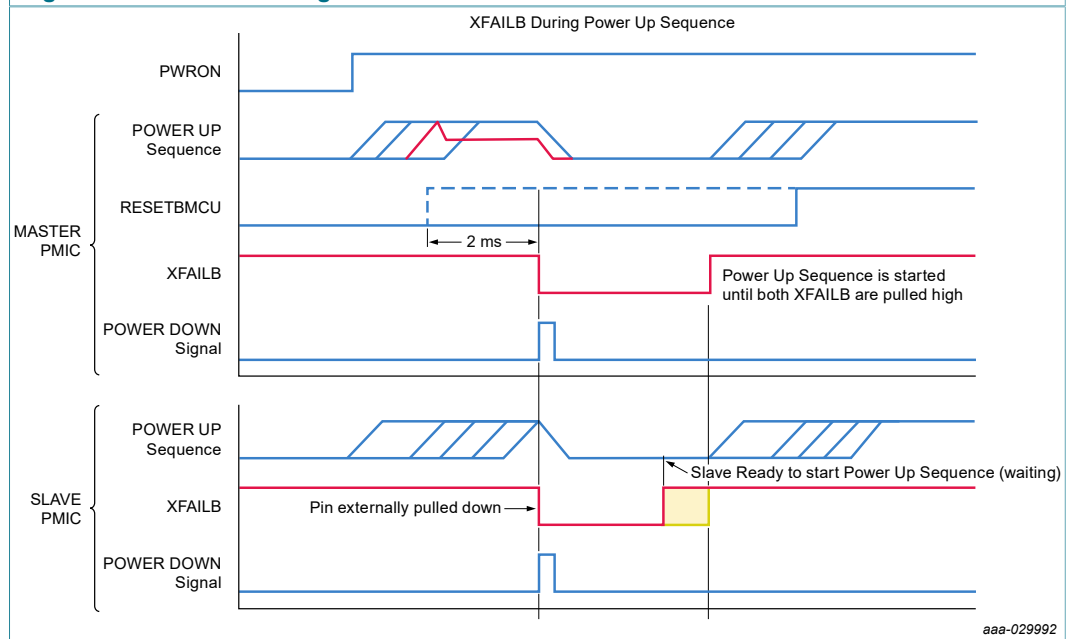 XFAILB During Power Up Sequence
PWRON
POWER UP
Sequence
RESETBMCU
MASTER
PMIC
2 ms
XFAILB
Power Up Sequence is started
until both XFAILB are pulled high
POWER DOWN
Signal
POWER UP
Sequence
Slave Ready to start Power Up Sequence (waiting)
SLAVE
PMIC
XFAILB
Pin externally pulled down
POWER DOWN
Signal
aaa-029992